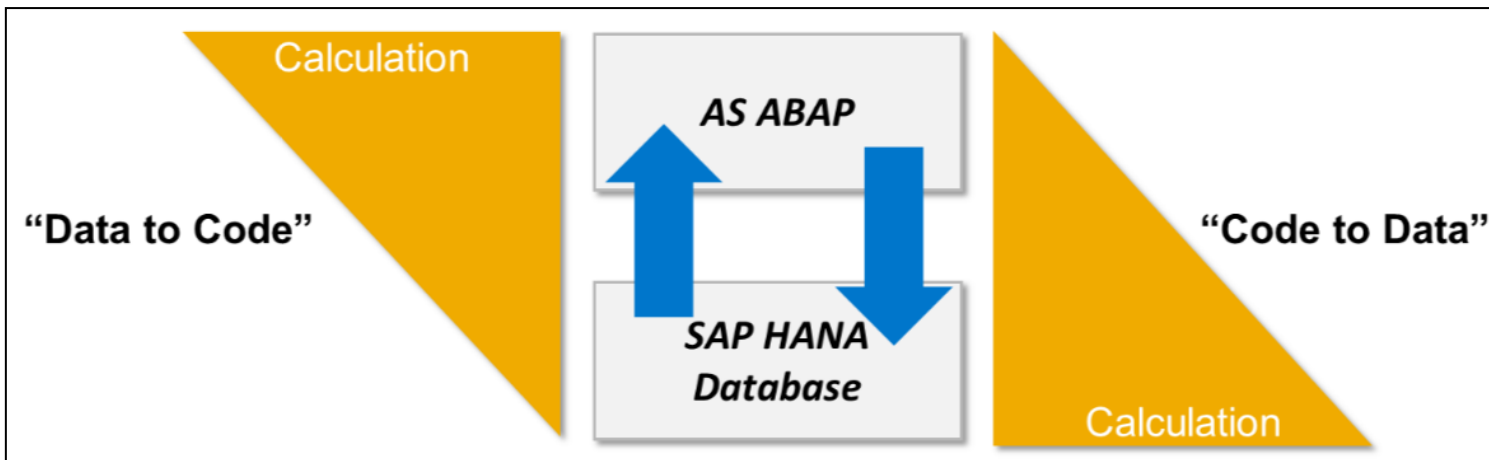 Calculation
AS ABAP
“Data to Code”
“Code to Data”
SAP HANA
Database
Calculation